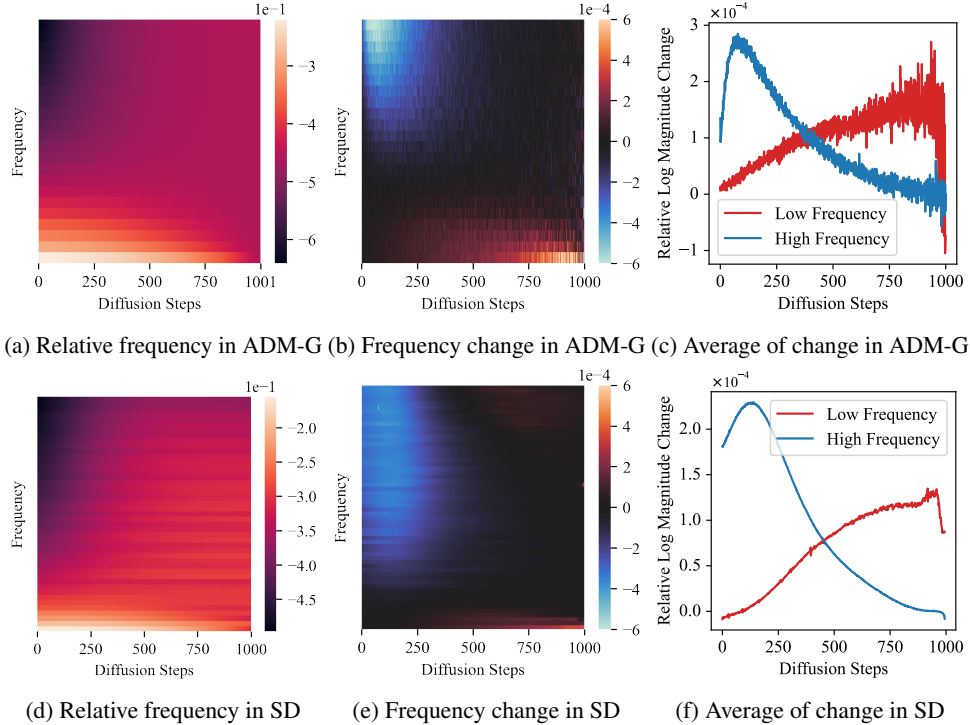 1e−1
Frequency
−3
−4
−5
−6
0
250
500
750
1001
Diffusion Steps
Frequency
1e−4
6
4
2
0
−2
−4
−6
0
250
500
750
1000
Diffusion Steps
×10⁻⁴
Relative Log Magnitude Change
3
2
1
0
−1
Low Frequency
High Frequency
0
250
500
750
1000
Diffusion Steps
(a) Relative frequency in ADM-G
(b) Frequency change in ADM-G
(c) Average of change in ADM-G
1e−1
Frequency
−2.0
−2.5
−3.0
−3.5
−4.0
−4.5
0
250
500
750
1000
Diffusion Steps
Frequency
1e−4
6
4
2
0
−2
−4
−6
0
250
500
750
1000
Diffusion Steps
×10⁻⁴
Relative Log Magnitude Change
2.0
1.5
1.0
0.5
0.0
Low Frequency
High Frequency
0
250
500
750
1000
Diffusion Steps
(d) Relative frequency in SD
(e) Frequency change in SD
(f) Average of change in SD